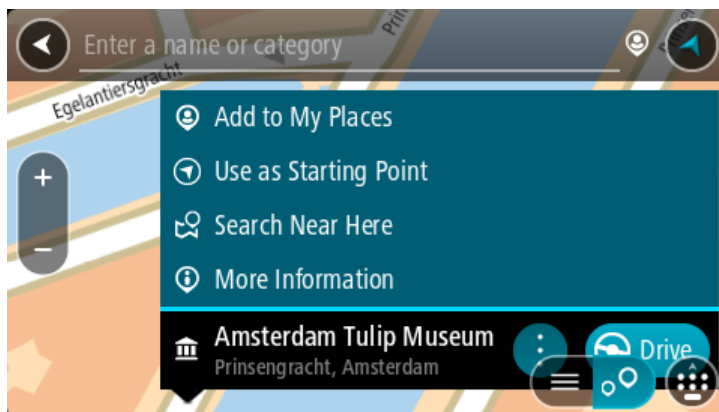 Enter a name or category
Egelantiersgracht
Add to My Places
Use as Starting Point
Search Near Here
More Information
Amsterdam Tulip Museum
Prinsengracht, Amsterdam
Drive